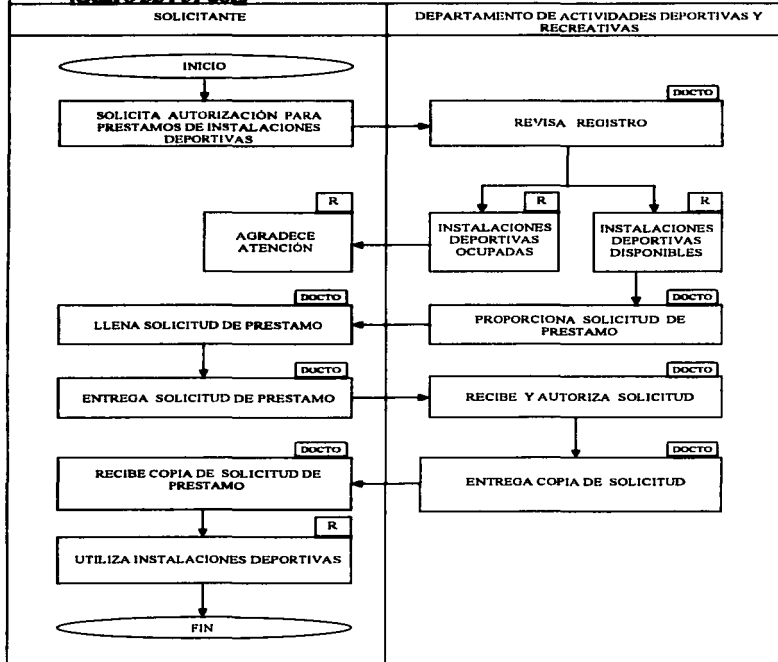 SOLICITANTE
DEPARTAMENTO DE ACTIVIDADES DEPORTIVAS Y
RECREATIVAS
INICIO
SOLICITA AUTORIZACIÓN PARA
PRESTAMOS DE INSTALACIONES
DEPORTIVAS
DOCTO
REVISA REGISTRO
R
AGRADECE
ATENCIÓN
R
INSTALACIONES
DEPORTIVAS
OCUPADAS
R
INSTALACIONES
DEPORTIVAS
DISPONIBLES
DOCTO
LLENA SOLICITUD DE PRESTAMO
DOCTO
PROPORCIONA SOLICITUD DE
PRESTAMO
DOCTO
ENTREGA SOLICITUD DE PRESTAMO
DOCTO
RECIBE Y AUTORIZA SOLICITUD
DOCTO
RECIBE COPIA DE SOLICITUD DE
PRESTAMO
DOCTO
ENTREGA COPIA DE SOLICITUD
R
UTILIZA INSTALACIONES DEPORTIVAS
FIN